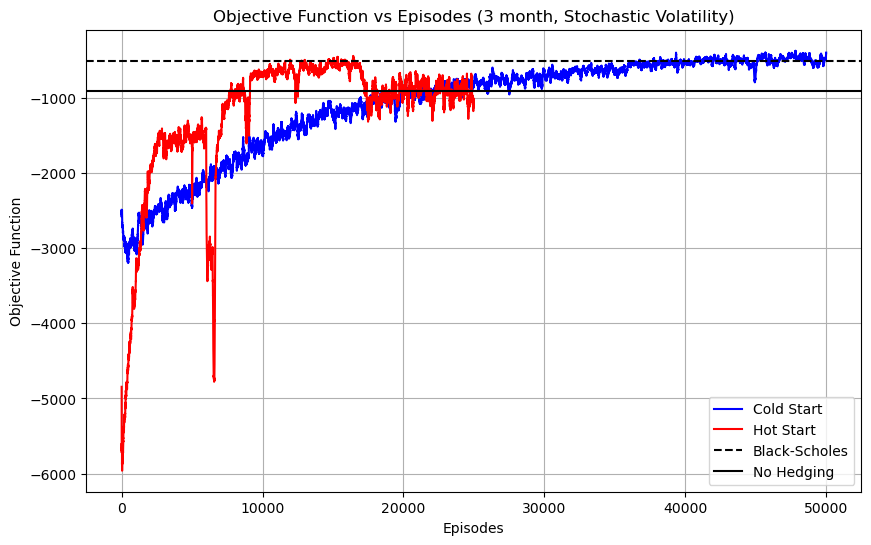 Objective Function vs Episodes (3 month, Stochastic Volatility)
Objective Function
−1000
−2000
−3000
−4000
−5000
−6000
0
10000
20000
30000
40000
50000
Episodes
Cold Start
Hot Start
Black-Scholes
No Hedging